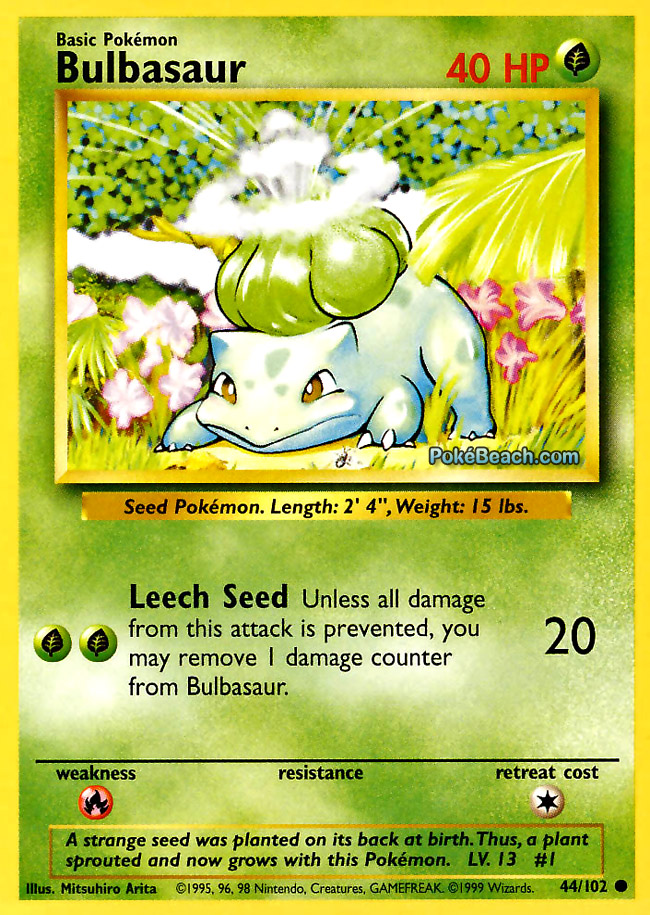 Basic Pokémon
Bulbasaur
40 HP
PokéBeach.com
Seed Pokémon. Length: 2' 4", Weight: 15 lbs.
Leech Seed Unless all damage
from this attack is prevented, you
may remove 1 damage counter
from Bulbasaur.
20
weakness resistance retreat cost
A strange seed was planted on its back at birth. Thus, a plant
sprouted and now grows with this Pokémon. LV. 13 #1
Illus. Mitsuhiro Arita ©1995, 96, 98 Nintendo, Creatures, GAMEFREAK. ©1999 Wizards. 44/102